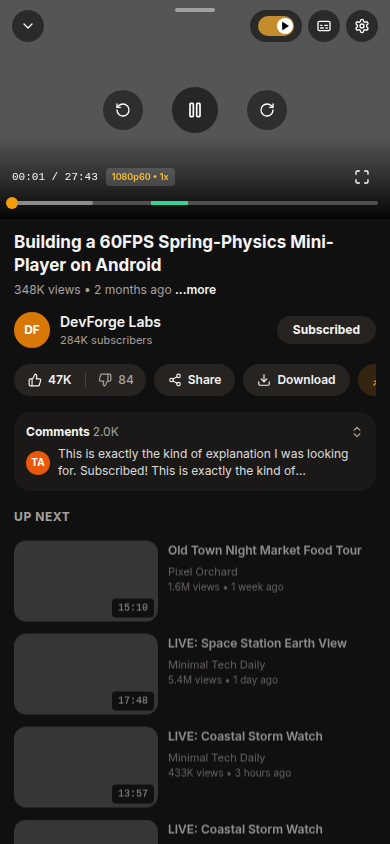 00:01 / 27:43 1080p60 • 1x
Building a 60FPS Spring-Physics Mini-
Player on Android
348K views • 2 months ago ...more
DF DevForge Labs Subscribed
284K subscribers
47K 84 Share Download
Comments 2.0K
TA This is exactly the kind of explanation I was looking
for. Subscribed! This is exactly the kind of...
UP NEXT
Old Town Night Market Food Tour
Pixel Orchard
1.6M views • 1 week ago
15:10
LIVE: Space Station Earth View
Minimal Tech Daily
5.4M views • 1 day ago
17:48
LIVE: Coastal Storm Watch
Minimal Tech Daily
433K views • 3 hours ago
13:57
LIVE: Coastal Storm Watch